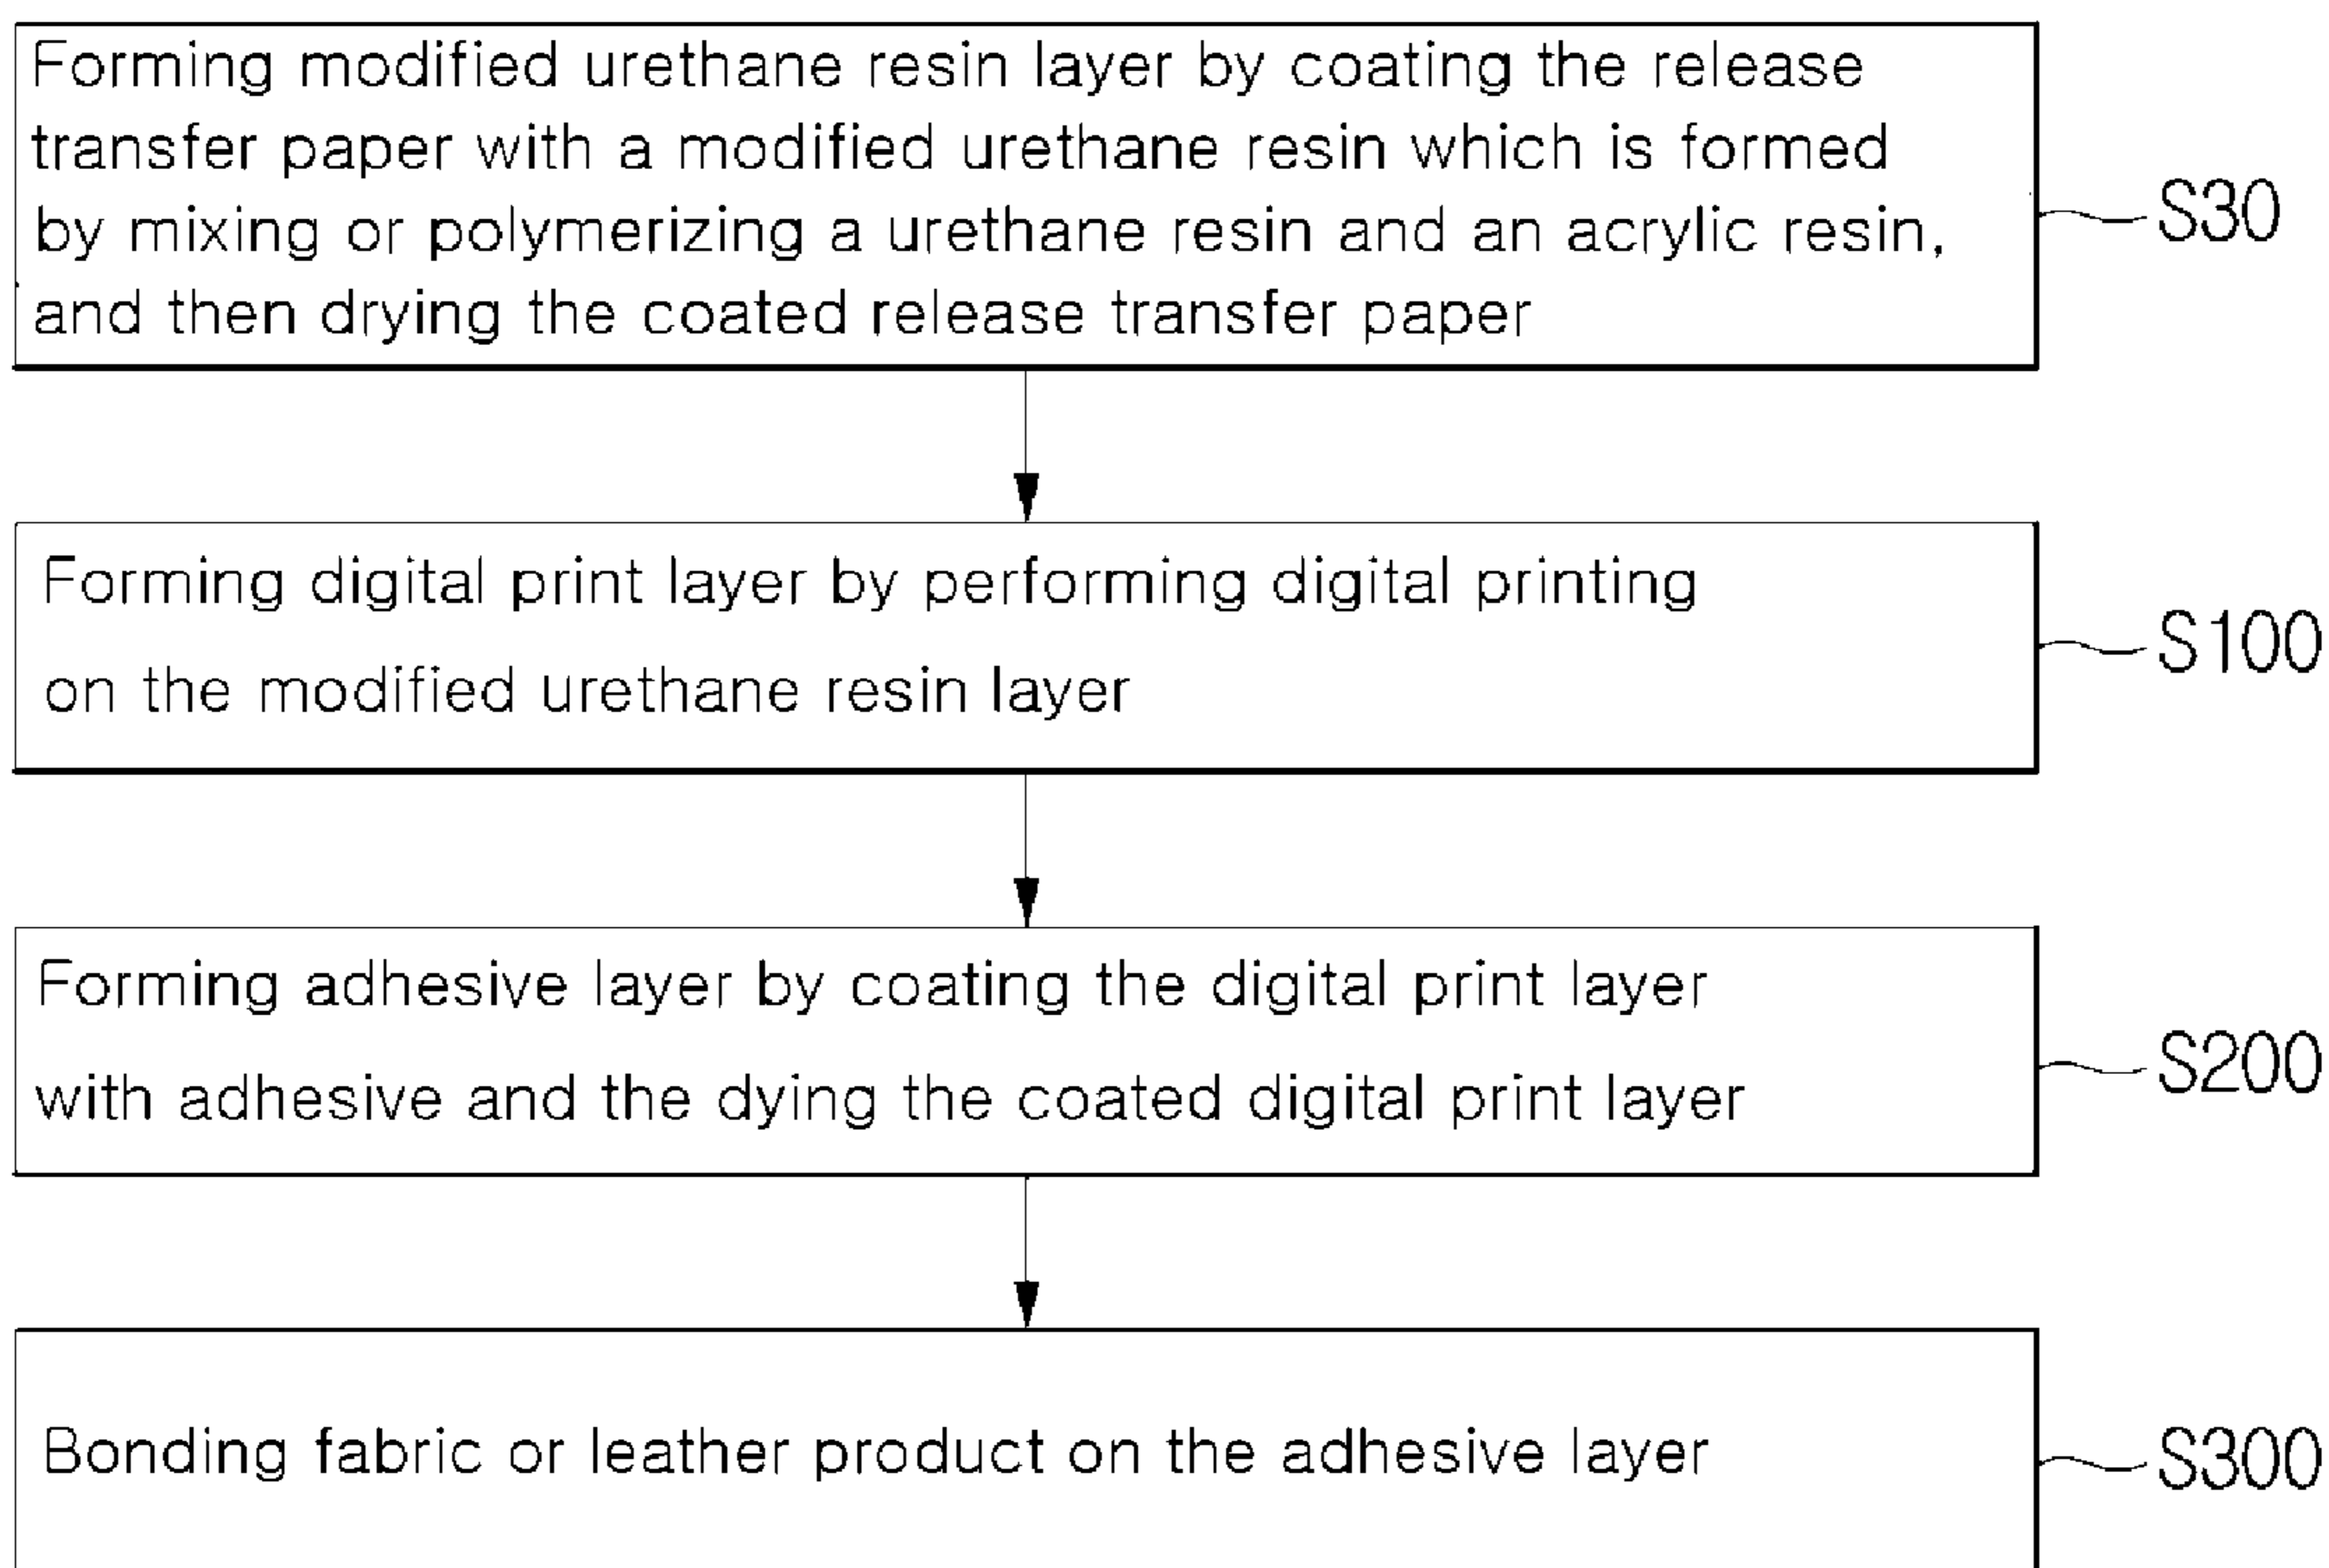 Forming modified urethane resin layer by coating the release
transfer paper with a modified urethane resin which is formed
by mixing or polymerizing a urethane resin and an acrylic resin,
and then drying the coated release transfer paper
S30
Forming digital print layer by performing digital printing
on the modified urethane resin layer
S100
Forming adhesive layer by coating the digital print layer
with adhesive and the dying the coated digital print layer
S200
Bonding fabric or leather product on the adhesive layer
S300